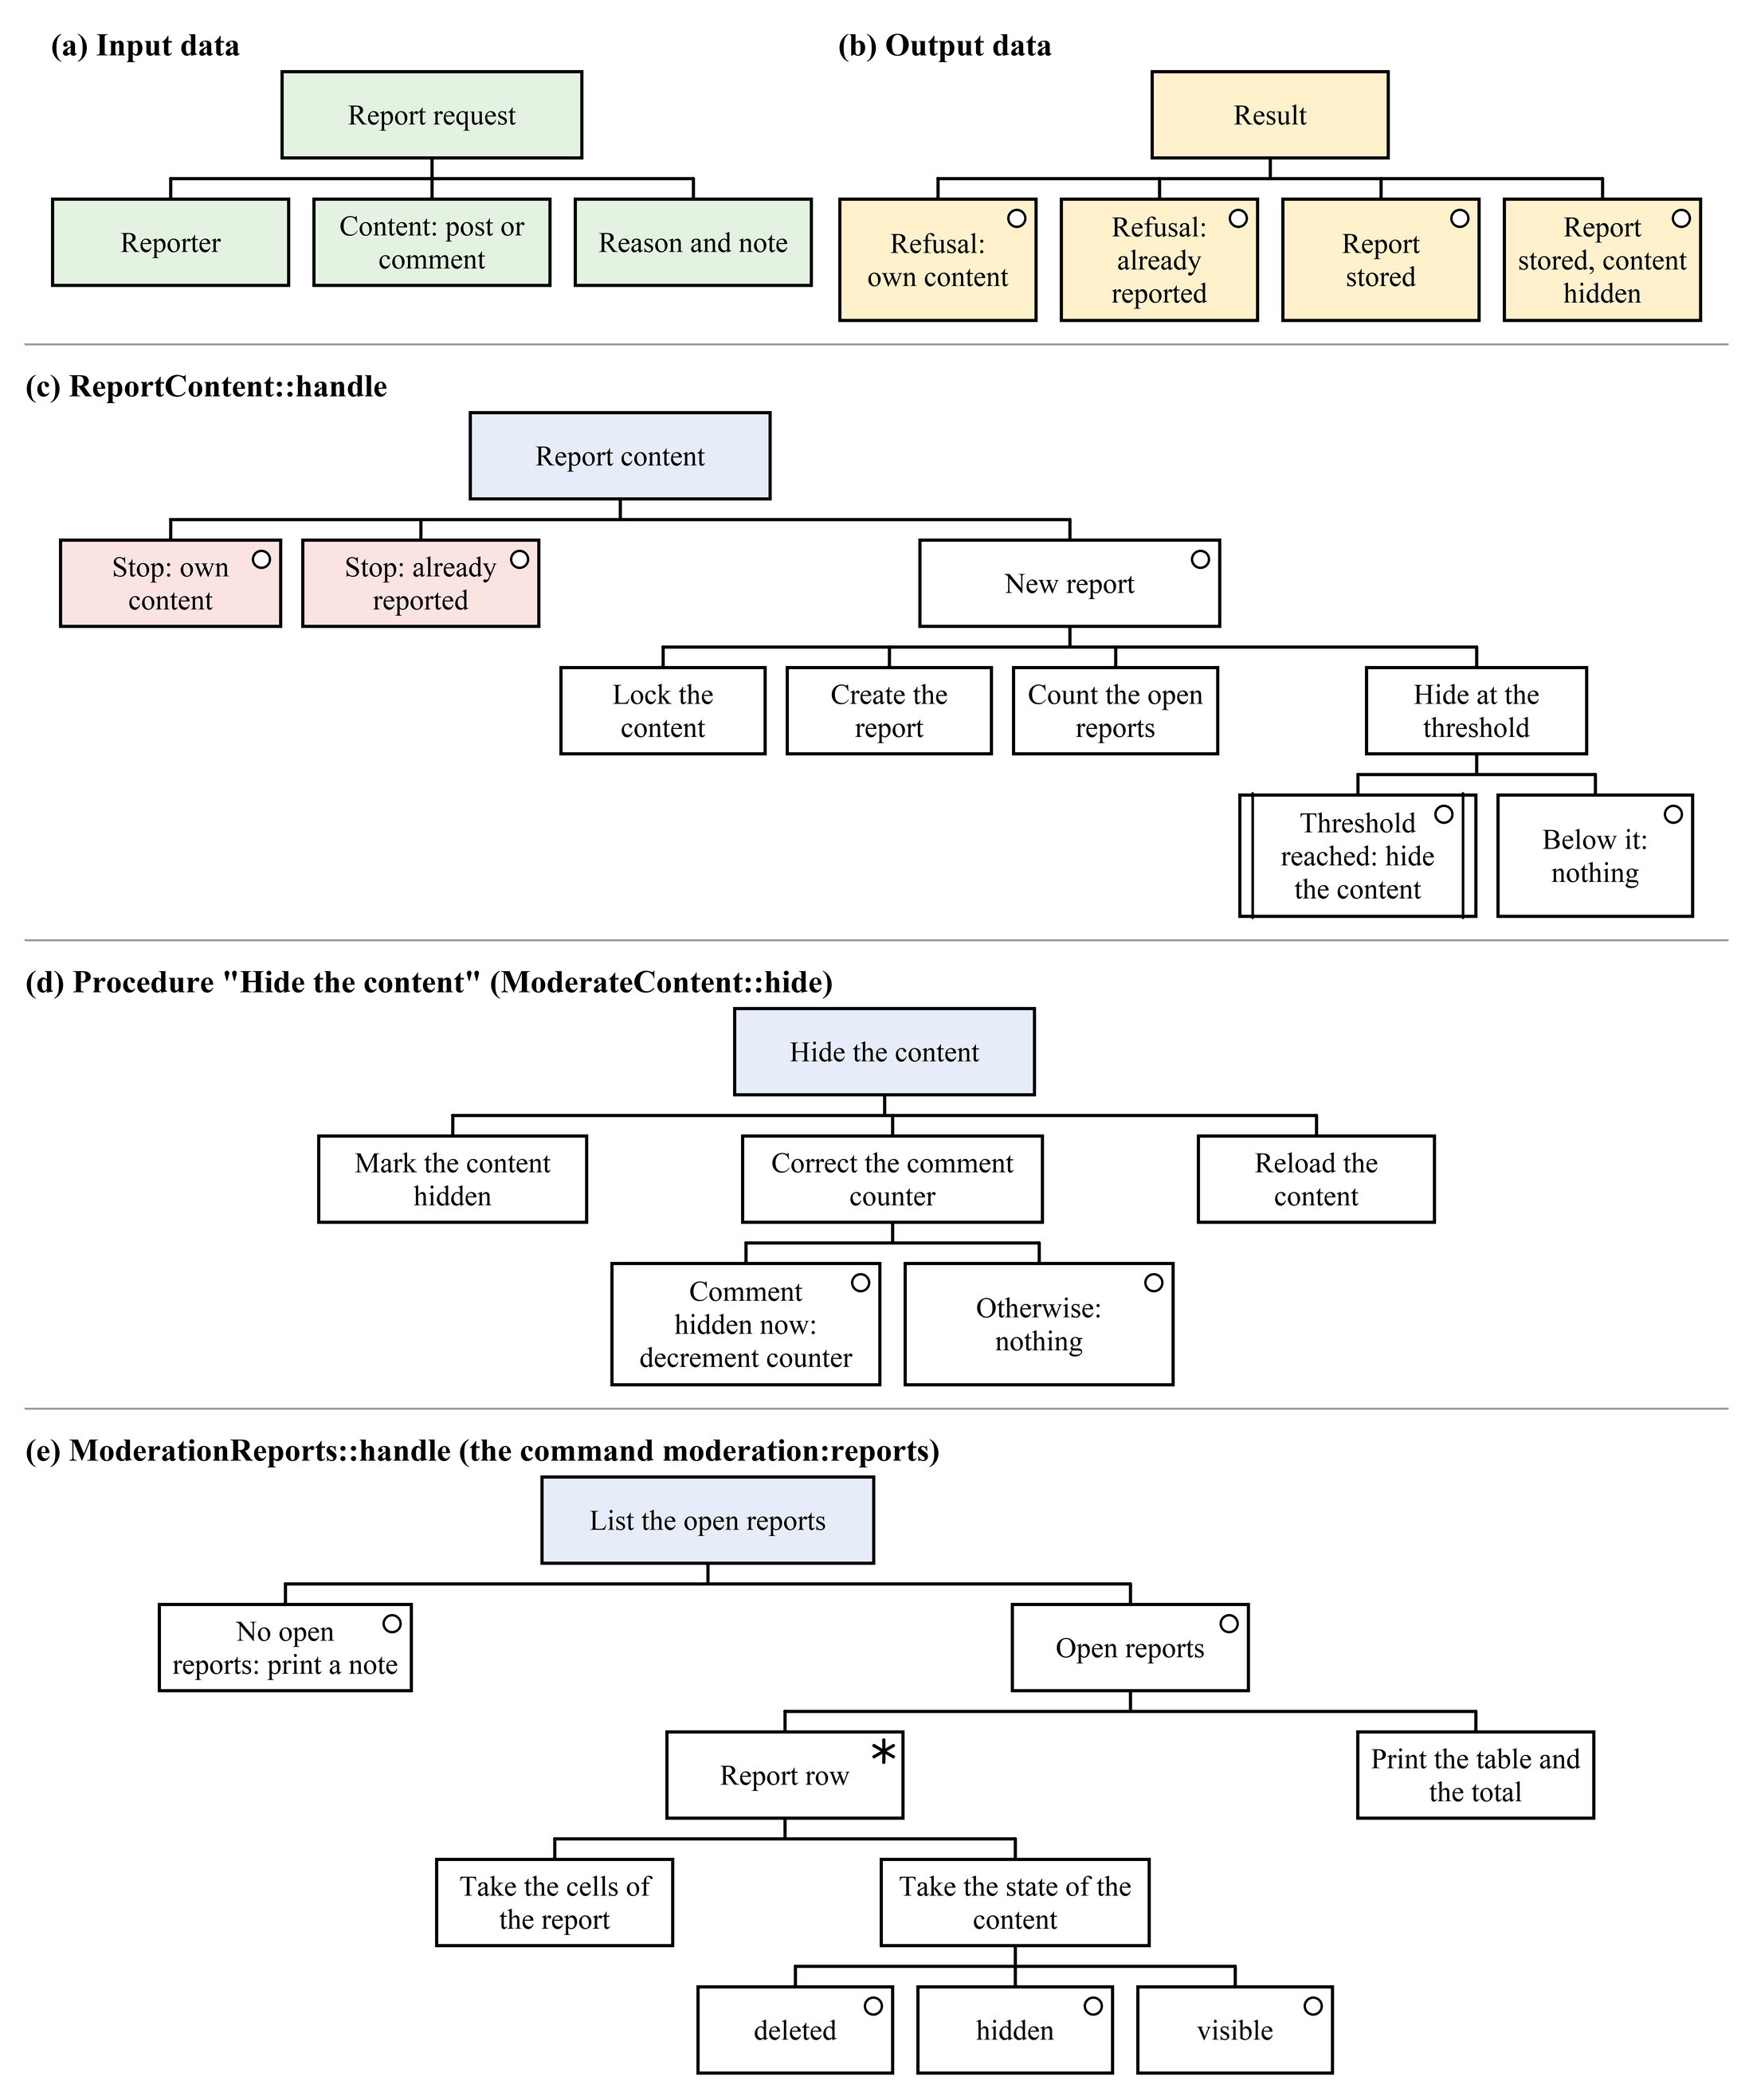 (a) Input data
Report request
Reporter
Content: post or
comment
Reason and note
(b) Output data
Result
Refusal:
own content
Refusal:
already
reported
Report
stored
Report
stored, content
hidden
(c) ReportContent::handle
Report content
Stop: own
content
Stop: already
reported
New report
Lock the
content
Create the
report
Count the open
reports
Hide at the
threshold
Threshold
reached: hide
the content
Below it:
nothing
(d) Procedure "Hide the content" (ModerateContent::hide)
Hide the content
Mark the content
hidden
Correct the comment
counter
Reload the
content
Comment
hidden now:
decrement counter
Otherwise:
nothing
(e) ModerationReports::handle (the command moderation:reports)
List the open reports
No open
reports: print a note
Open reports
Report row
Print the table and
the total
Take the cells of
the report
Take the state of the
content
deleted
hidden
visible